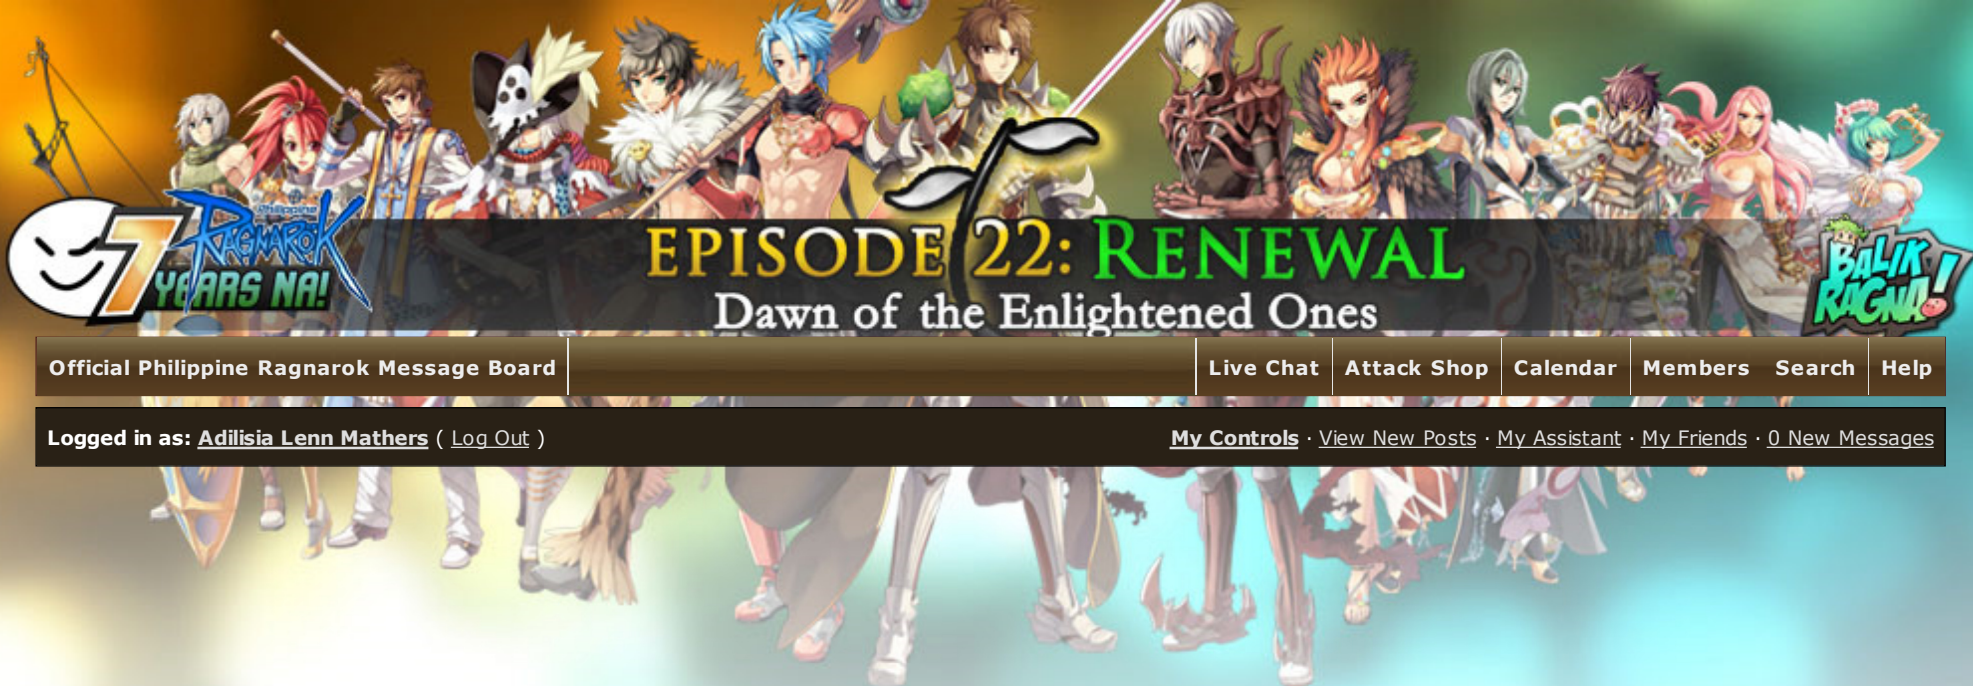 Philippine
RAGNARÖK
7
YEARS NA!
EPISODE 22: RENEWAL
Dawn of the Enlightened Ones
BALIK
RAGNA!
Official Philippine Ragnarok Message Board
Live Chat
Attack Shop
Calendar
Members
Search
Help
Logged in as: Adilisia Lenn Mathers ( Log Out )
My Controls · View New Posts · My Assistant · My Friends · 0 New Messages